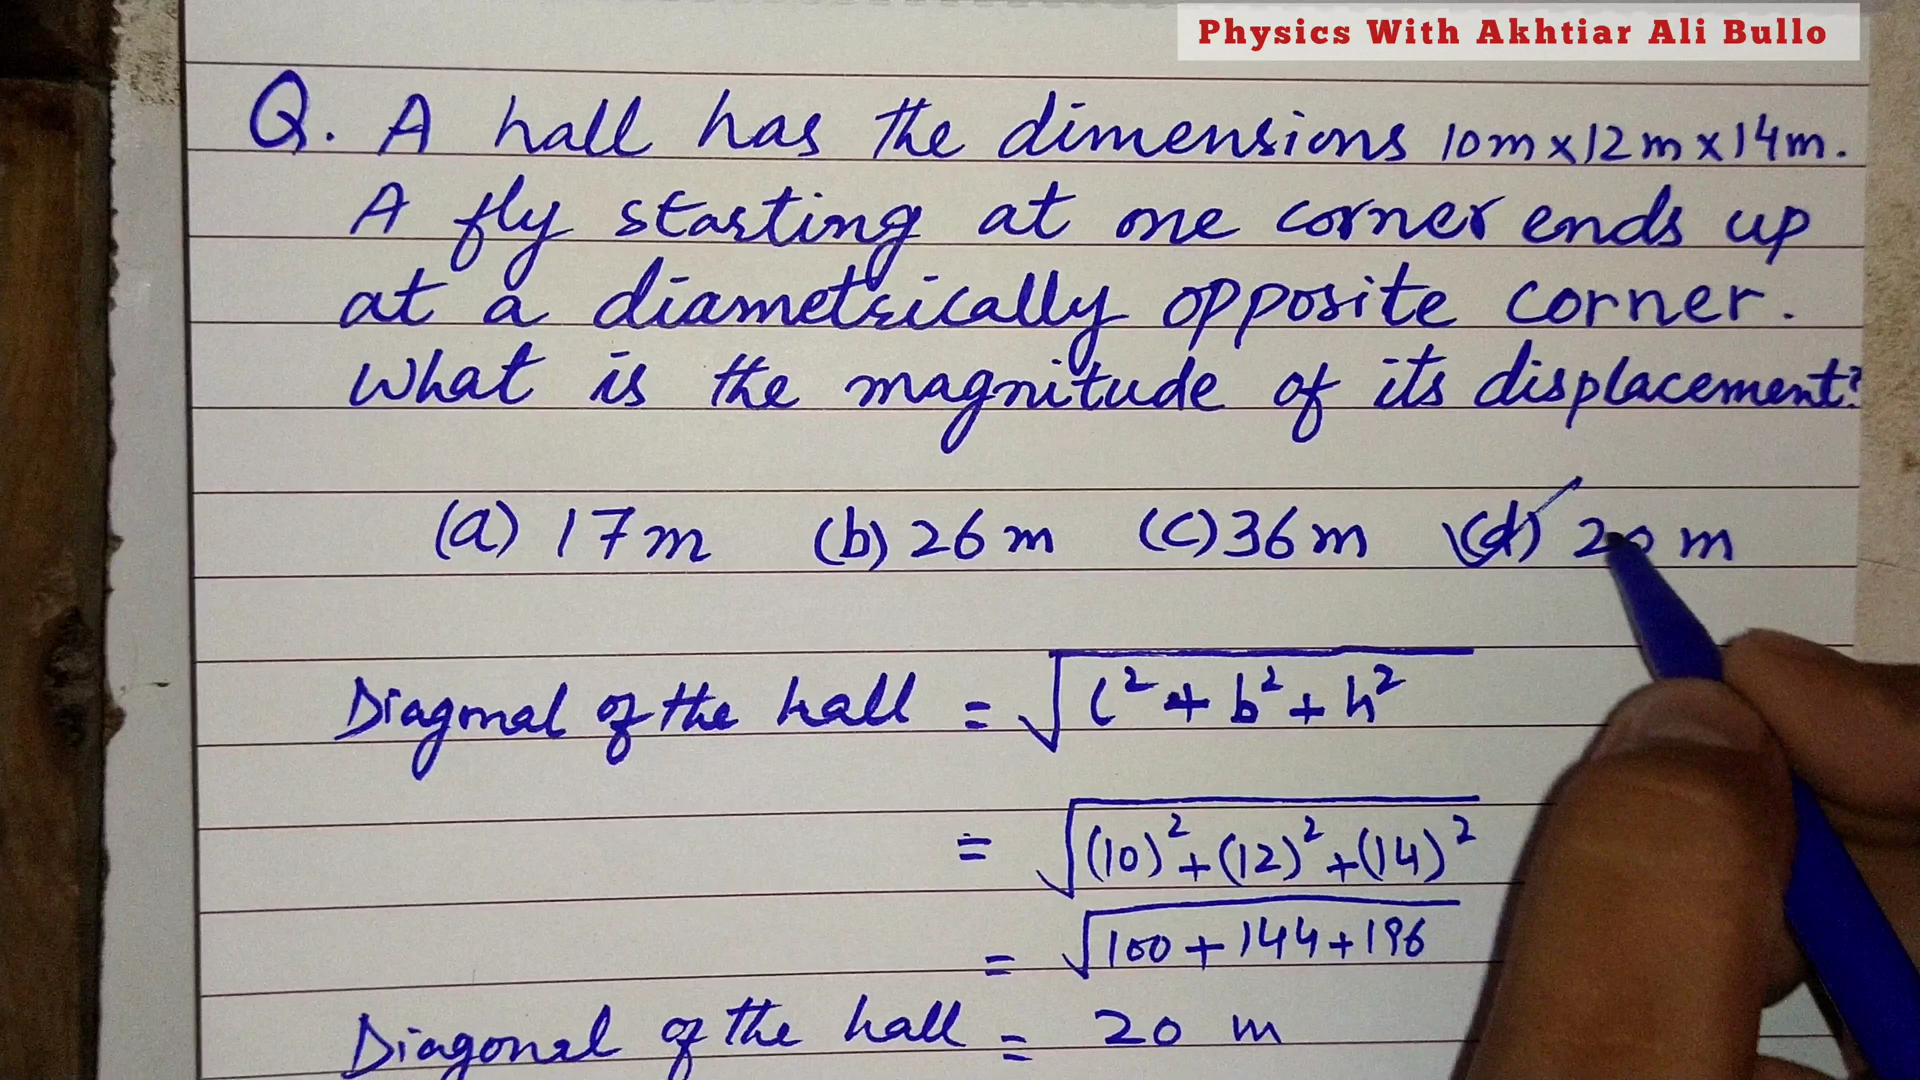 Physics With Akhtiar Ali Bullo
Q. A hall has the dimensions 10m x 12m x 14m.
A fly starting at one corner ends up
at a diametrically opposite corner.
What is the magnitude of its displacement?
(a) 17m (b) 26m (c) 36m (d) 20 m
Diagonal of the hall = √l² + b² + h²
= √(10)² + (12)² + (14)²
= √100 + 144 + 196
Diagonal of the hall = 20 m